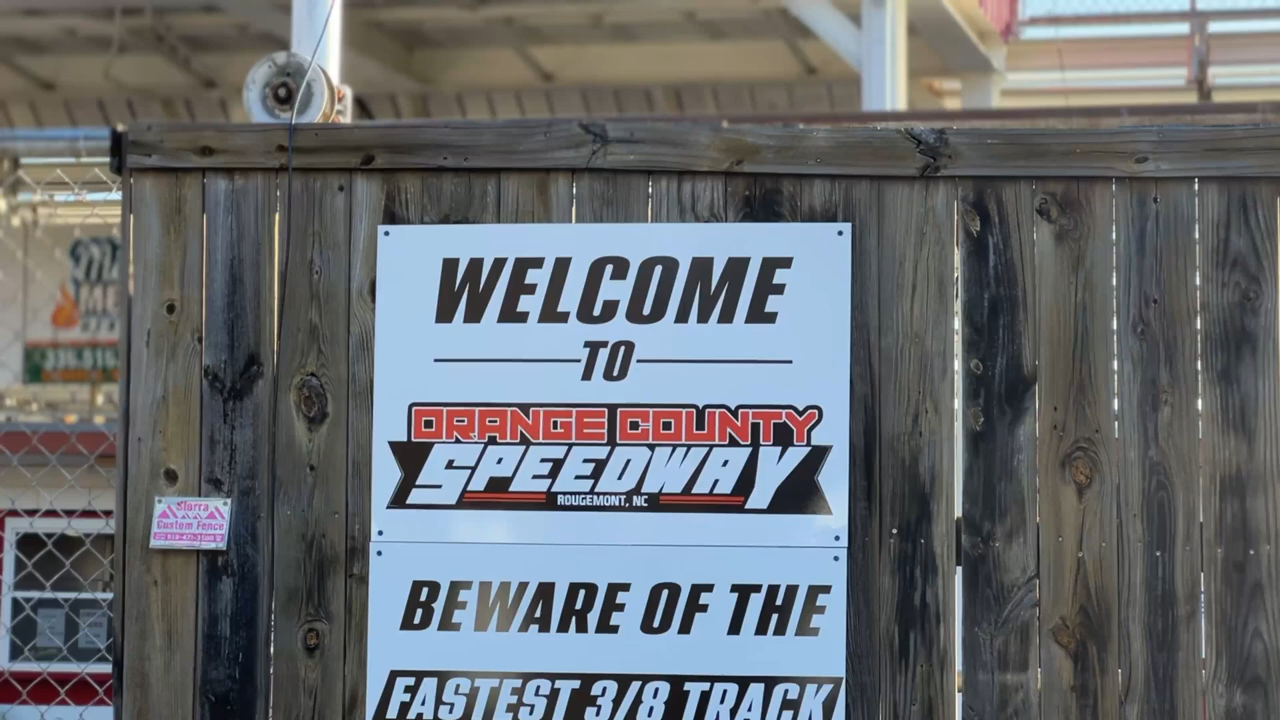 WELCOME
TO
ORANGE COUNTY
SPEEDWAY
ROUGEMONT, NC
BEWARE OF THE
FASTEST 3/8 TRACK
Sierra
Custom Fence